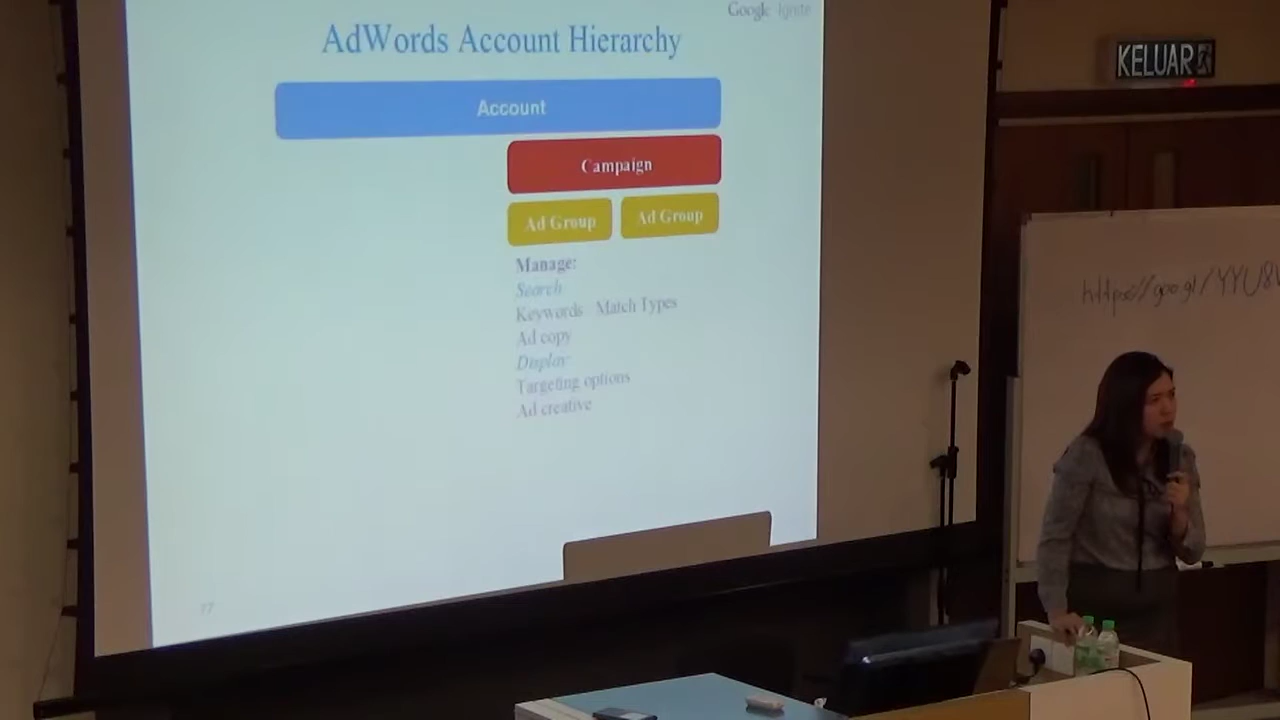 Google Ignite
AdWords Account Hierarchy
Account
Campaign
Ad Group Ad Group
Manage:
Search
Keywords Match Types
Ad copy
Display
Targeting options
Ad creative
77
KELUAR